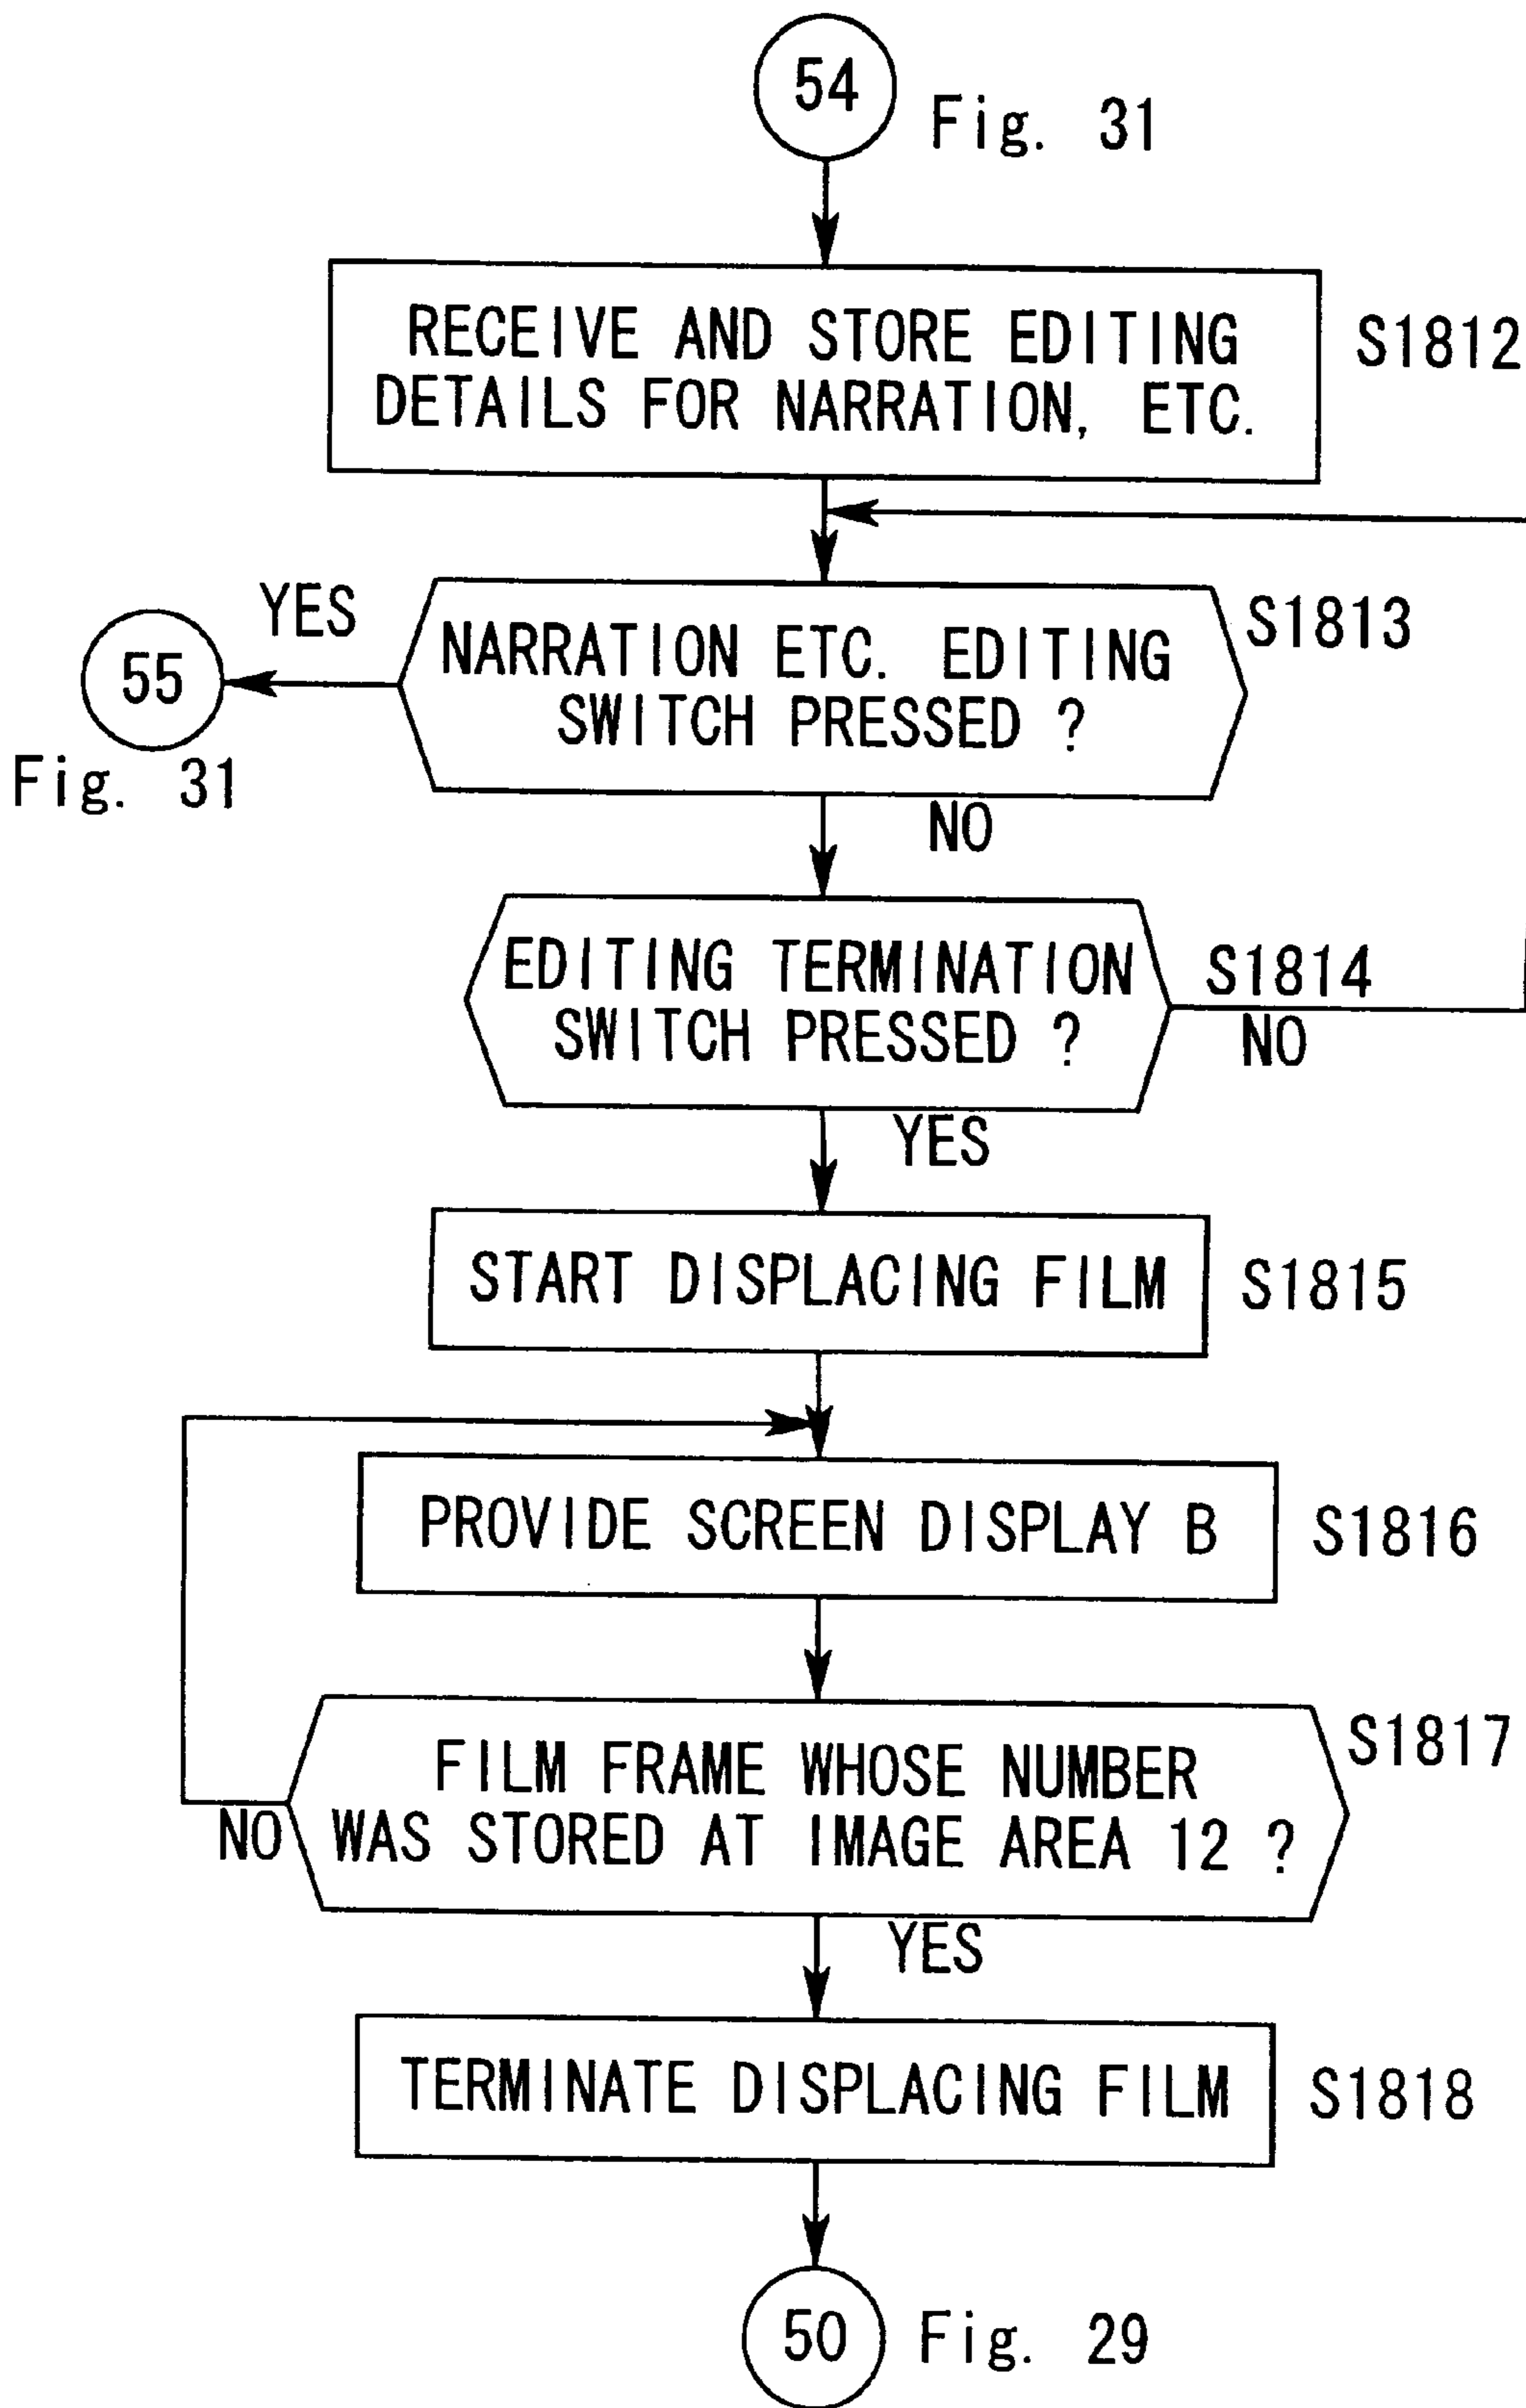 54
Fig. 31
RECEIVE AND STORE EDITING
DETAILS FOR NARRATION, ETC.
S1812
YES
55
Fig. 31
NARRATION ETC. EDITING
SWITCH PRESSED ?
S1813
NO
EDITING TERMINATION
SWITCH PRESSED ?
S1814
NO
YES
START DISPLACING FILM
S1815
PROVIDE SCREEN DISPLAY B
S1816
FILM FRAME WHOSE NUMBER
WAS STORED AT IMAGE AREA 12 ?
S1817
NO
YES
TERMINATE DISPLACING FILM
S1818
50
Fig. 29